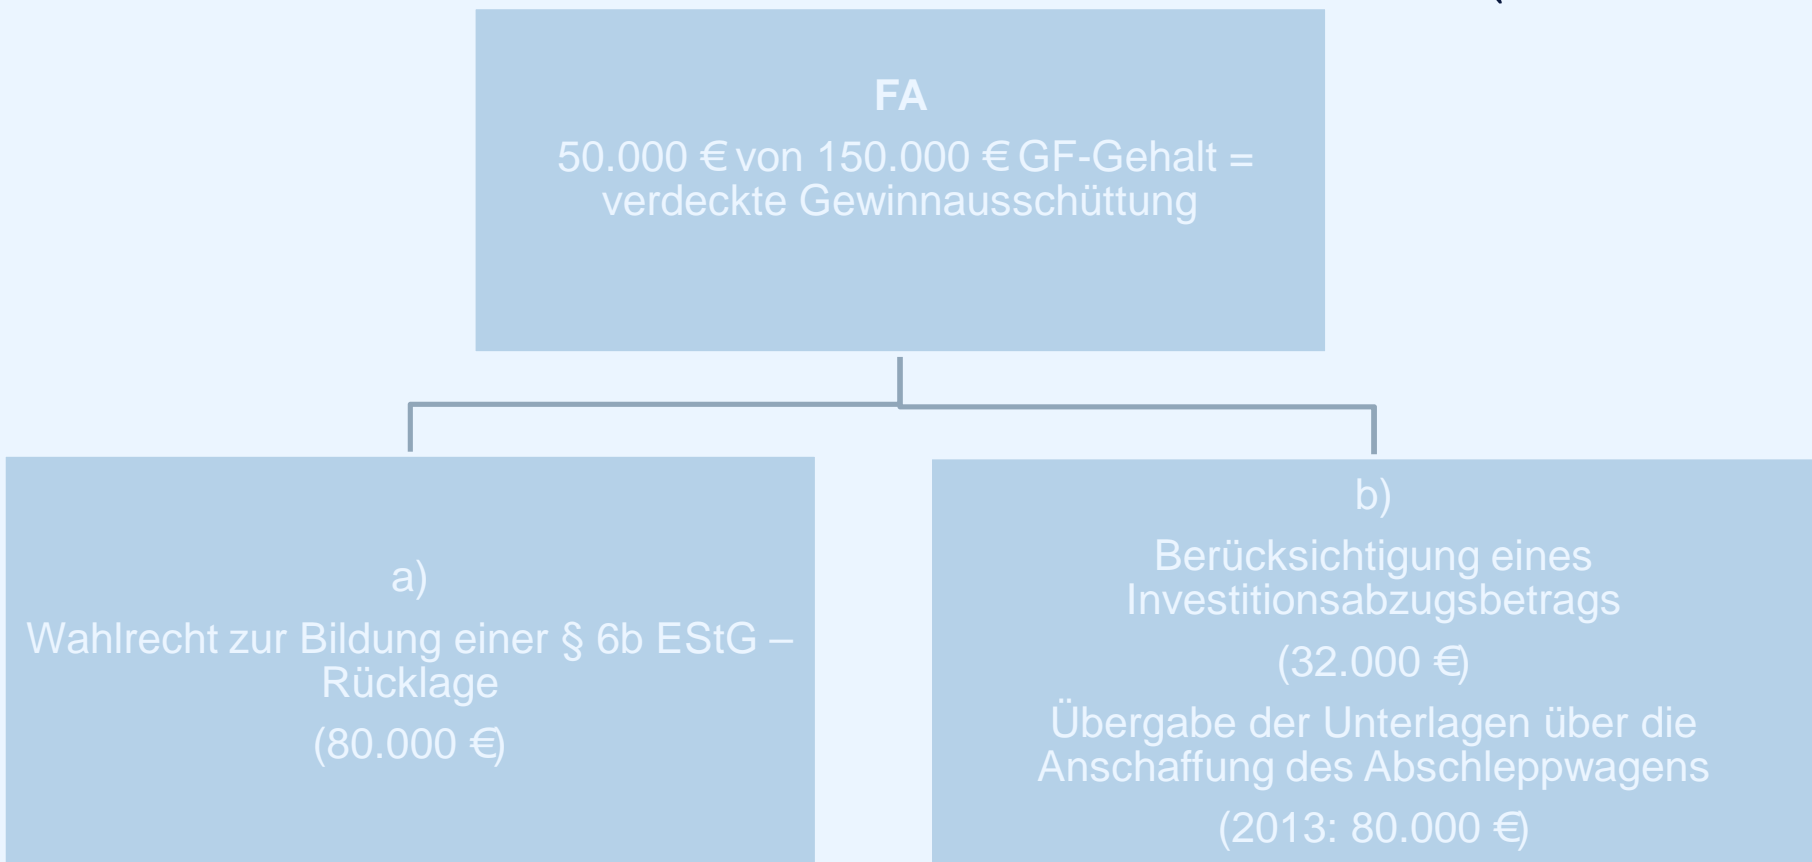 FA
50.000 € von 150.000 € GF-Gehalt =
verdeckte Gewinnausschüttung
a)
Wahlrecht zur Bildung einer § 6b EStG –
Rücklage
(80.000 €)
b)
Berücksichtigung eines
Investitionsabzugsbetrags
(32.000 €)
Übergabe der Unterlagen über die
Anschaffung des Abschleppwagens
(2013: 80.000 €)